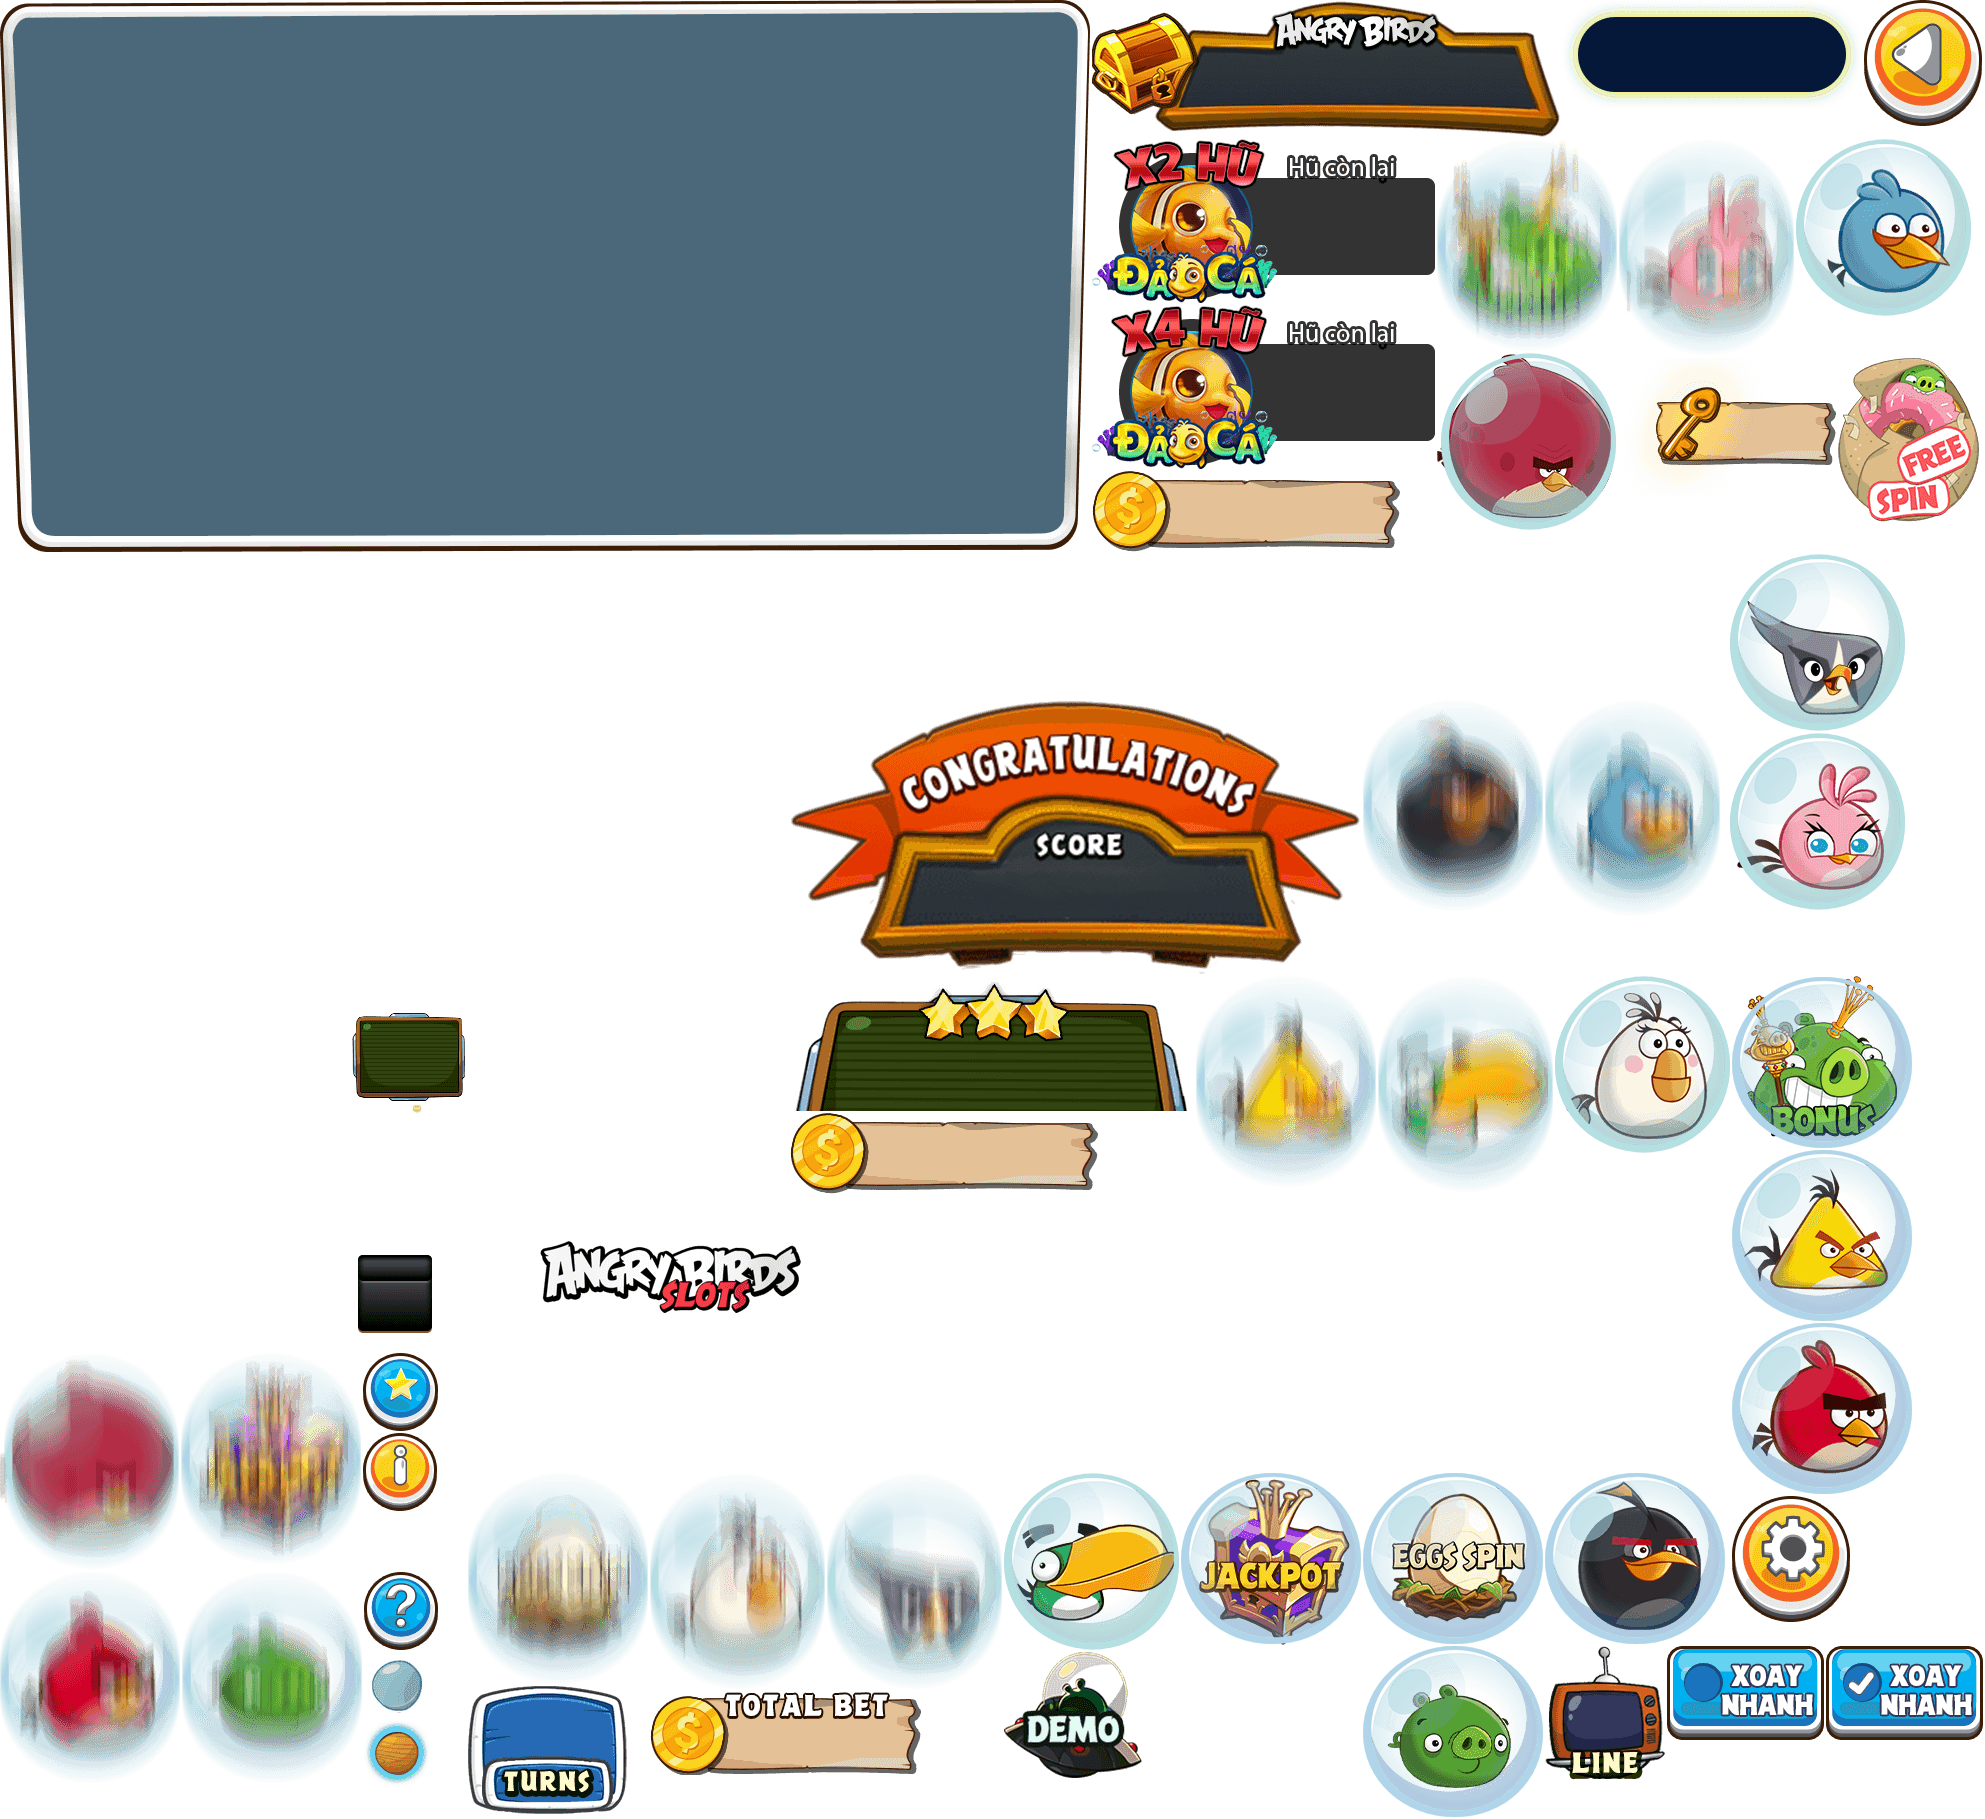 ANGRY BIRDS
X2 HŨ
Hũ còn lại
ĐẢO CÁ
X4 HŨ
Hũ còn lại
ĐẢO CÁ
$
FREE
SPIN
CONGRATULATIONS
SCORE
BONUS
$
ANGRY BIRDS
SLOTS
i
JACKPOT
EGGS SPIN
?
TURNS
$
TOTAL BET
DEMO
LINE
XOAY
NHANH
XOAY
NHANH